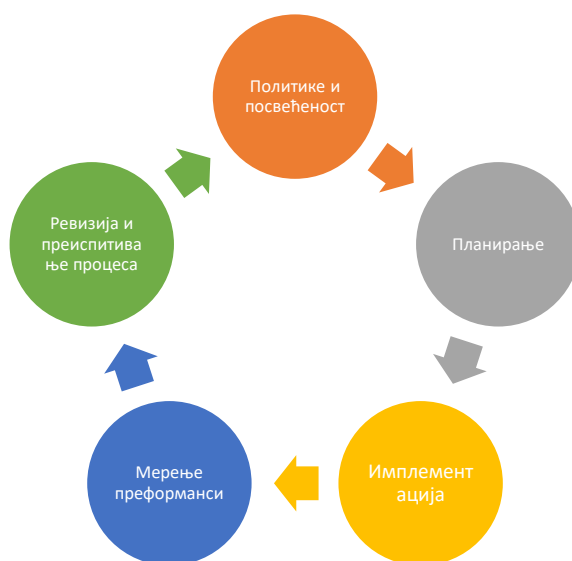 Политике и
посвећеност
Планирање
Имплемент
ација
Мерење
преформанси
Ревизија и
преиспитива
ње процеса